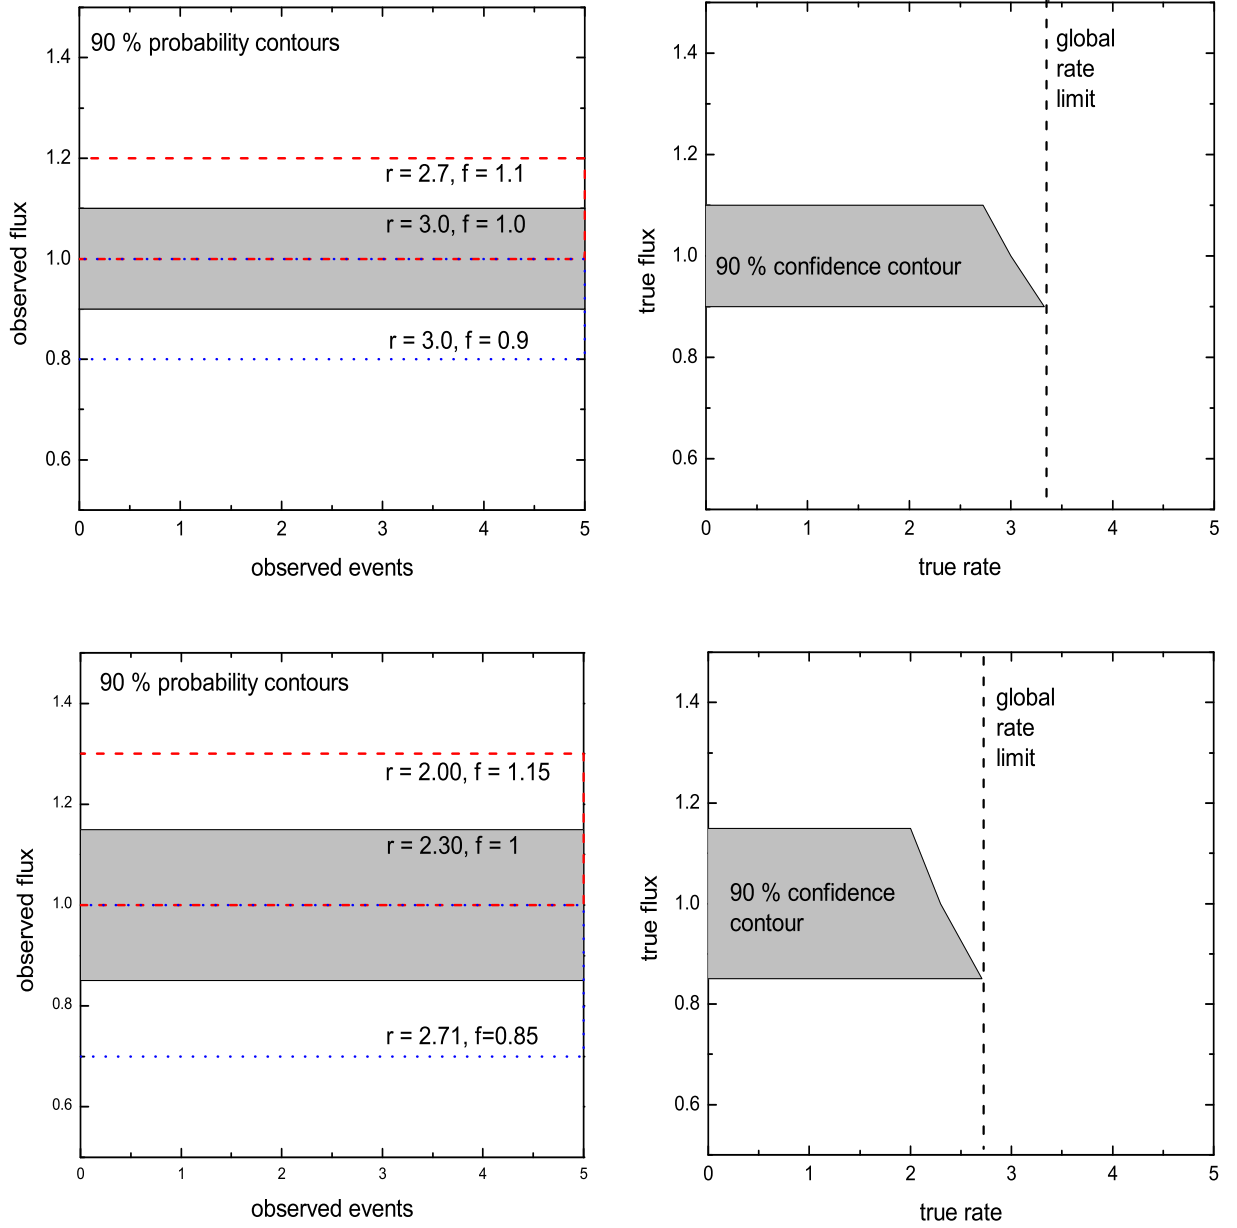 90 % probability contours
1.4
1.2
1.0
0.8
0.6
observed flux
r = 2.7, f = 1.1
r = 3.0, f = 1.0
r = 3.0, f = 0.9
0 1 2 3 4 5
observed events
global
rate
limit
1.4
1.2
1.0
0.8
0.6
true flux
90 % confidence contour
0 1 2 3 4 5
true rate
90 % probability contours
1.4
1.2
1.0
0.8
0.6
observed flux
r = 2.00, f = 1.15
r = 2.30, f = 1
r = 2.71, f=0.85
0 1 2 3 4 5
observed events
global
rate
limit
1.4
1.2
1.0
0.8
0.6
true flux
90 % confidence
contour
0 1 2 3 4 5
true rate